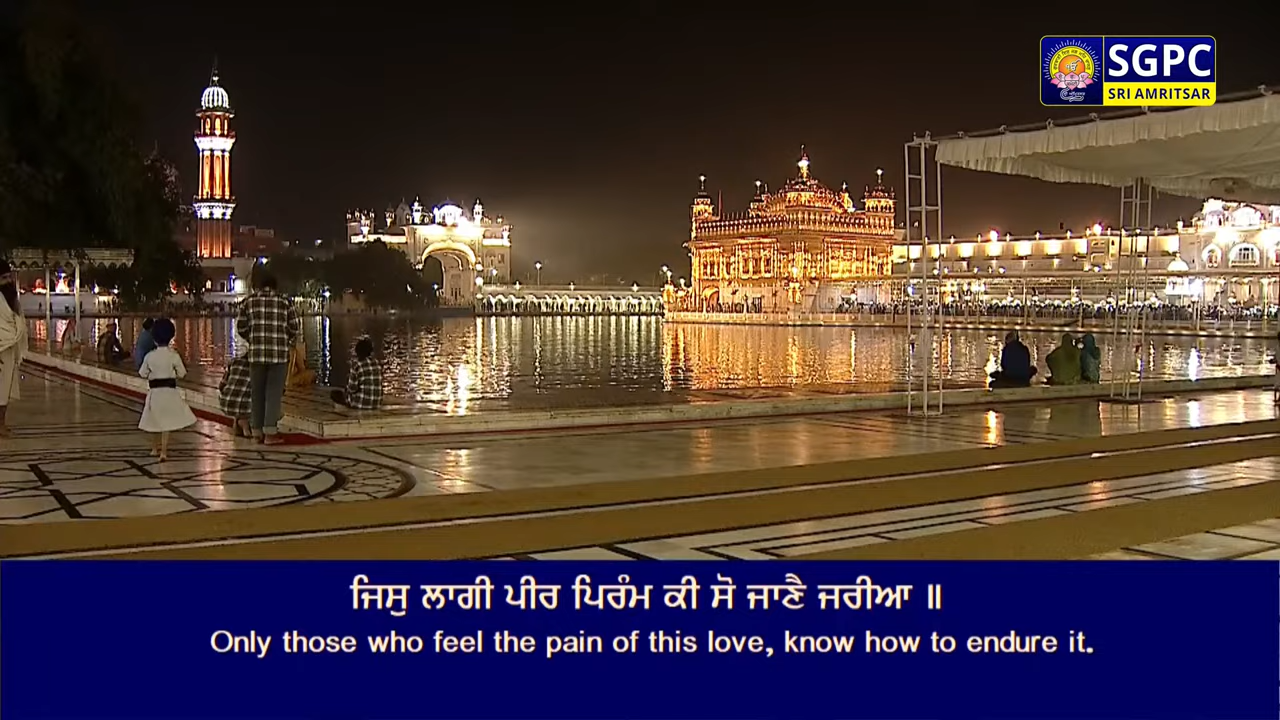 SGPC
SRI AMRITSAR
ਜਿਸੁ ਲਾਗੀ ਪੀਰ ਪਿਰੰਮ ਕੀ ਸੋ ਜਾਣੈ ਜਰੀਆ ॥
Only those who feel the pain of this love, know how to endure it.